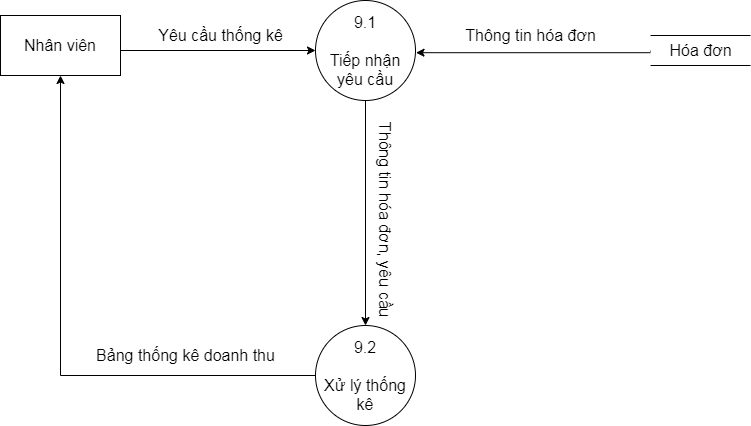 9.1
Nhân viên
Yêu cầu thống kê
Thông tin hóa đơn
Hóa đơn
Tiếp nhận
yêu cầu
Thông tin hóa đơn, yêu cầu
9.2
Bảng thống kê doanh thu
Xử lý thống
kê